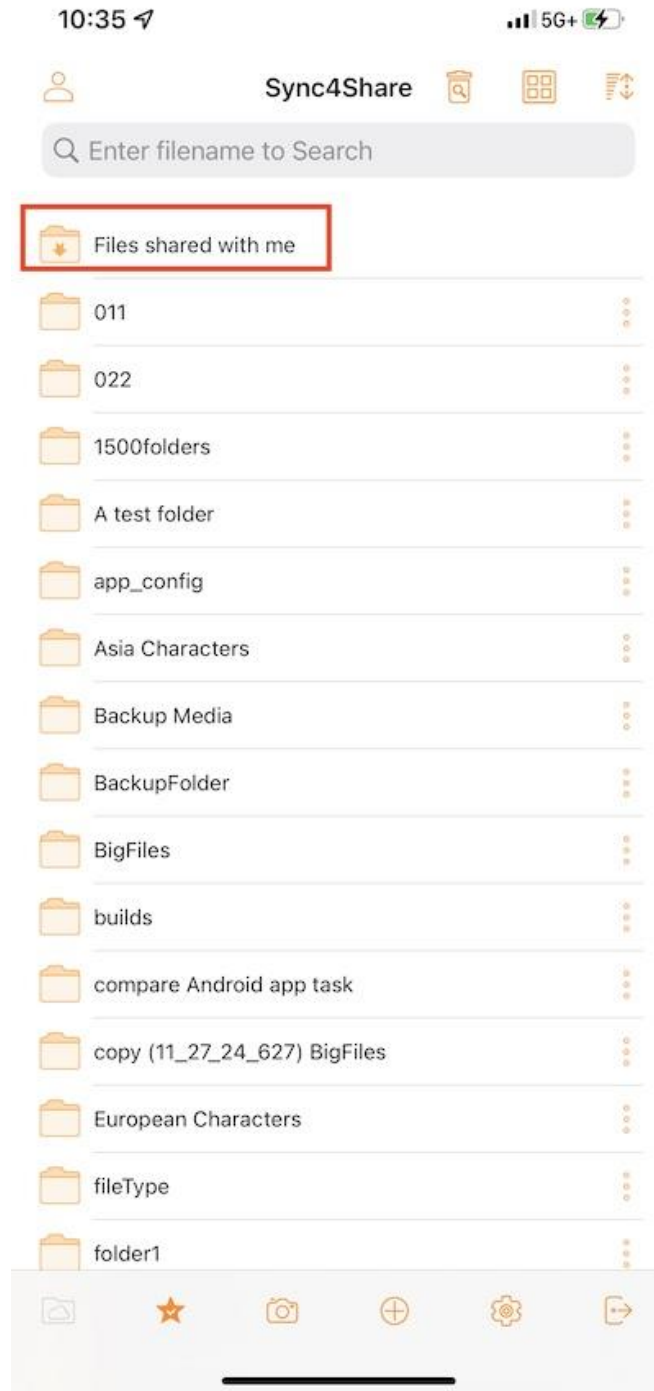 10:35
5G+
Sync4Share
Enter filename to Search
Files shared with me
011
022
1500folders
A test folder
app_config
Asia Characters
Backup Media
BackupFolder
BigFiles
builds
compare Android app task
copy (11_27_24_627) BigFiles
European Characters
fileType
folder1